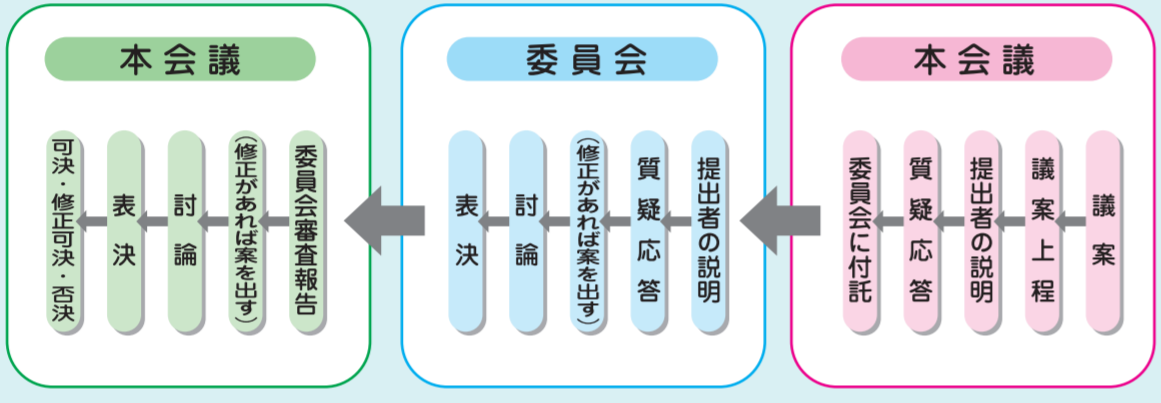 本会議
議案
議案上程
提出者の説明
質疑応答
委員会に付託
委員会
提出者の説明
質疑応答
(修正があれば案を出す)
討論
表決
本会議
委員会審査報告
(修正があれば案を出す)
討論
表決
可決・修正可決・否決